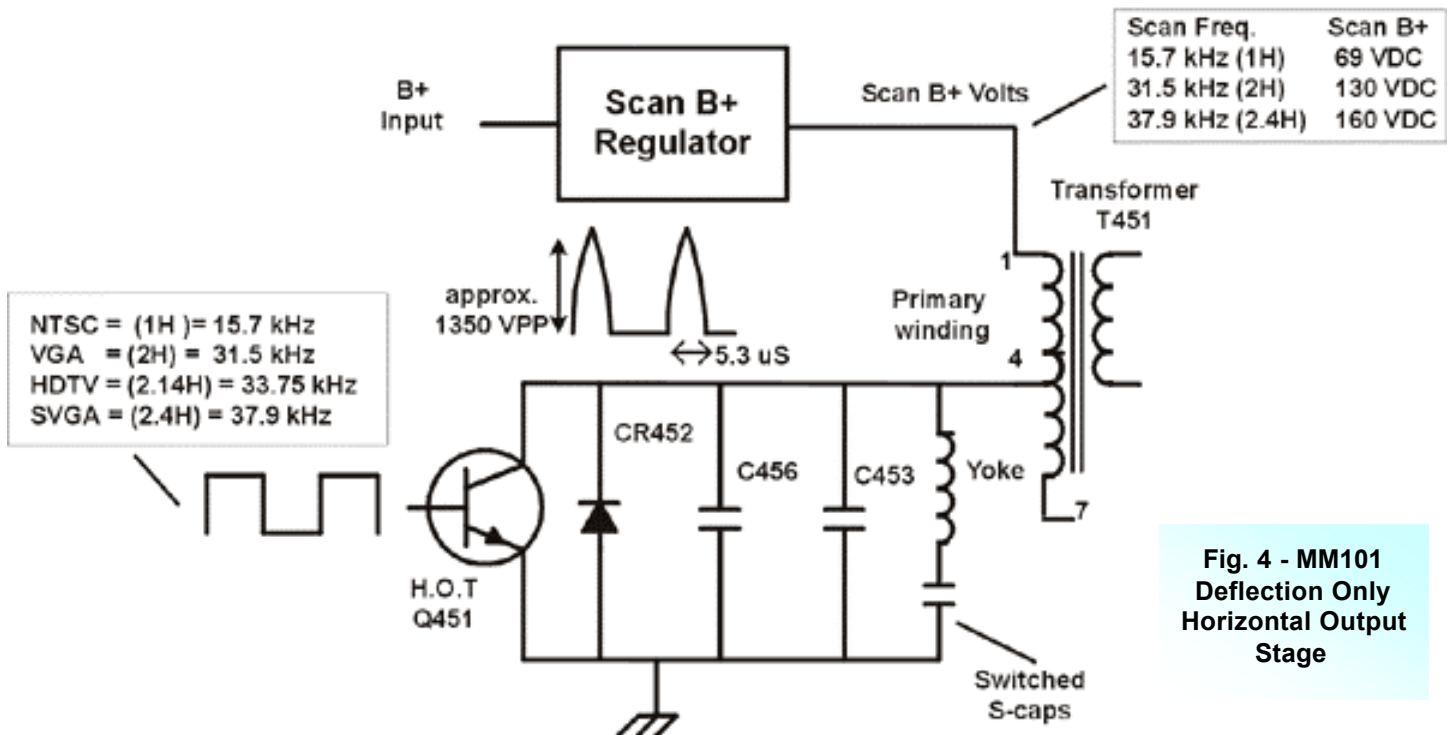 Scan Freq. Scan B+
15.7 kHz (1H) 69 VDC
31.5 kHz (2H) 130 VDC
37.9 kHz (2.4H) 160 VDC
B+
Input
Scan B+
Regulator
Scan B+ Volts
Transformer
T451
1
Primary
winding
4
7
approx.
1350 VPP
5.3 uS
NTSC = (1H )= 15.7 kHz
VGA = (2H) = 31.5 kHz
HDTV = (2.14H) = 33.75 kHz
SVGA = (2.4H) = 37.9 kHz
CR452
C456
C453
Yoke
H.O.T
Q451
Switched
S-caps
Fig. 4 - MM101
Deflection Only
Horizontal Output
Stage